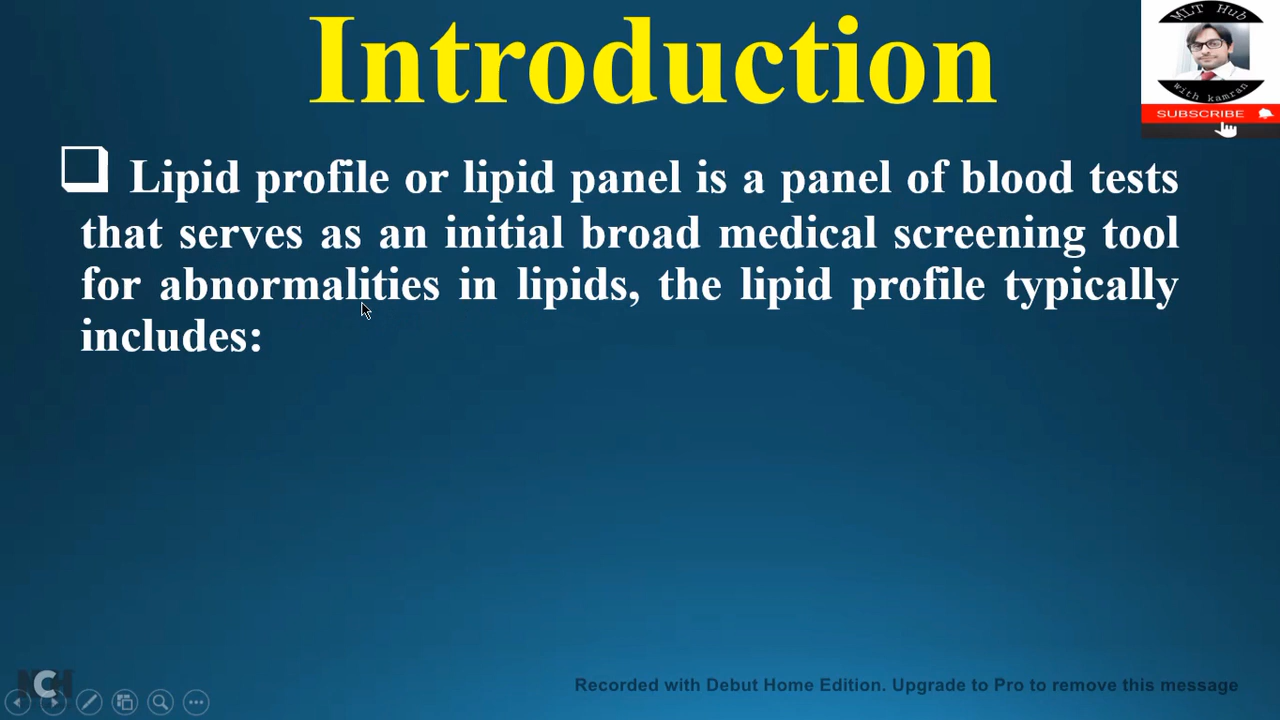 Introduction
MLT Hub
with kamran
SUBSCRIBE
Lipid profile or lipid panel is a panel of blood tests
that serves as an initial broad medical screening tool
for abnormalities in lipids, the lipid profile typically
includes:
Recorded with Debut Home Edition. Upgrade to Pro to remove this message